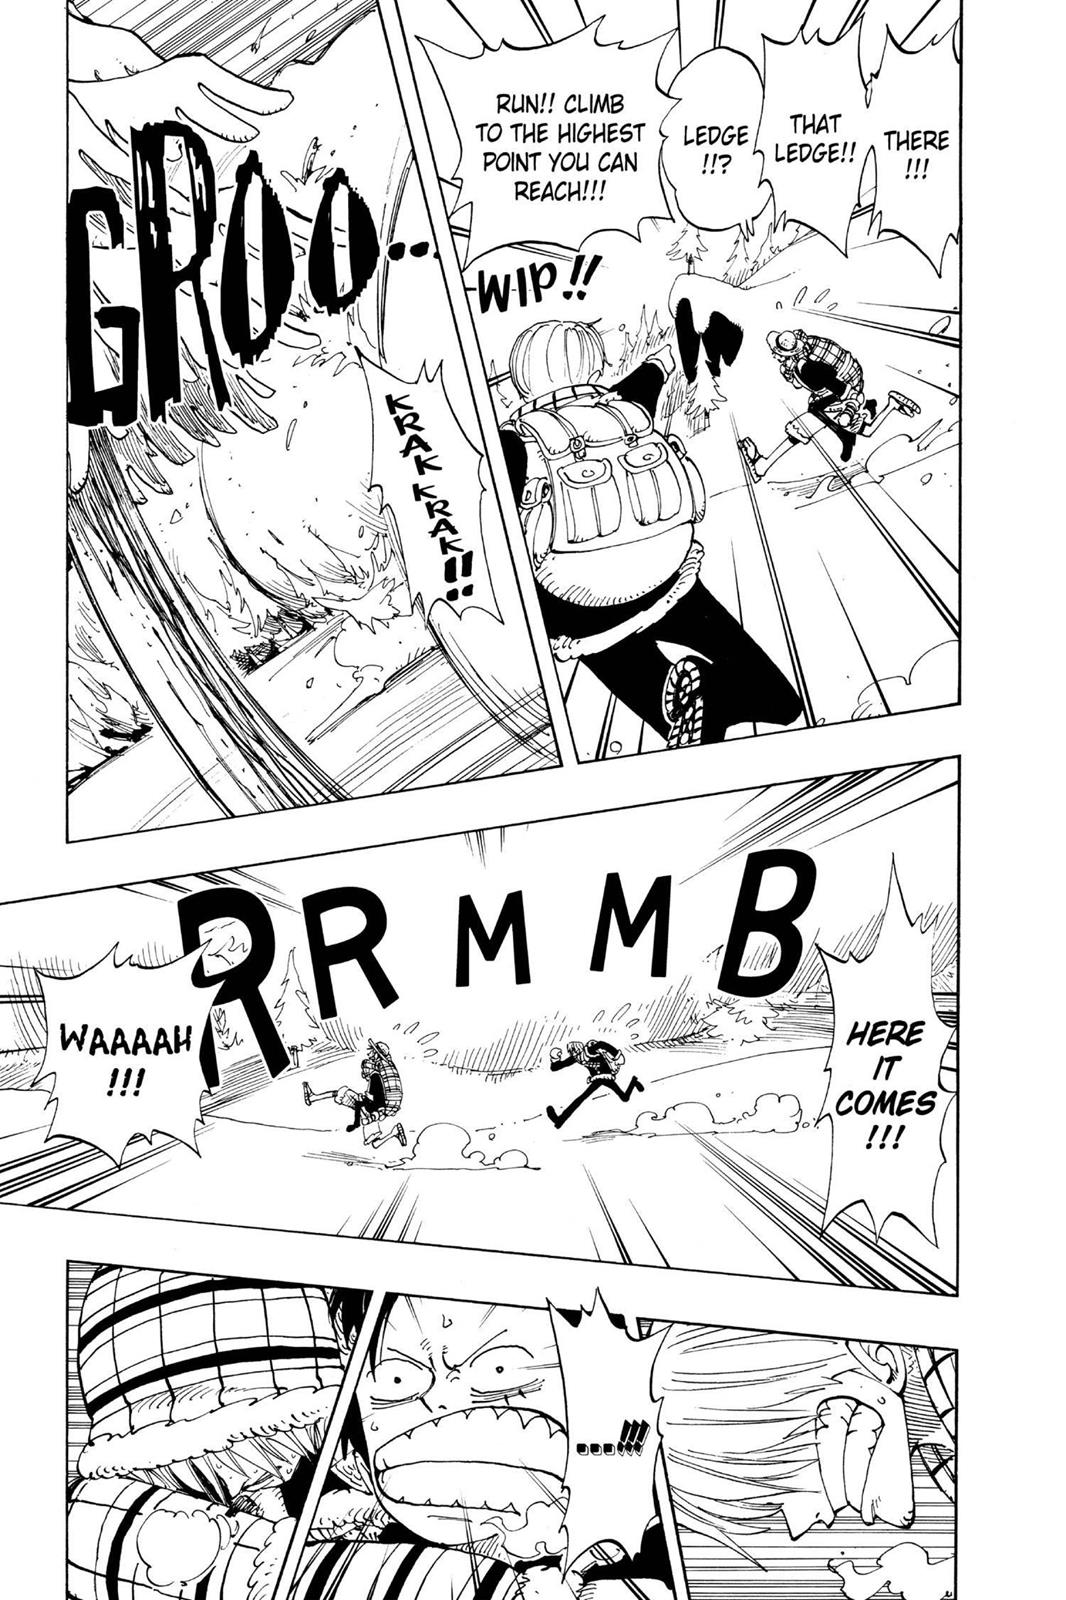 THERE
!!!
THAT
LEDGE!!
LEDGE
!!?
RUN!! CLIMB
TO THE HIGHEST
POINT YOU CAN
REACH!!!
WIP!!
GROO...
KRAK KRAK!!
RRMMB
HERE
IT
COMES
!!!
WAAAAH
!!!
...!!!